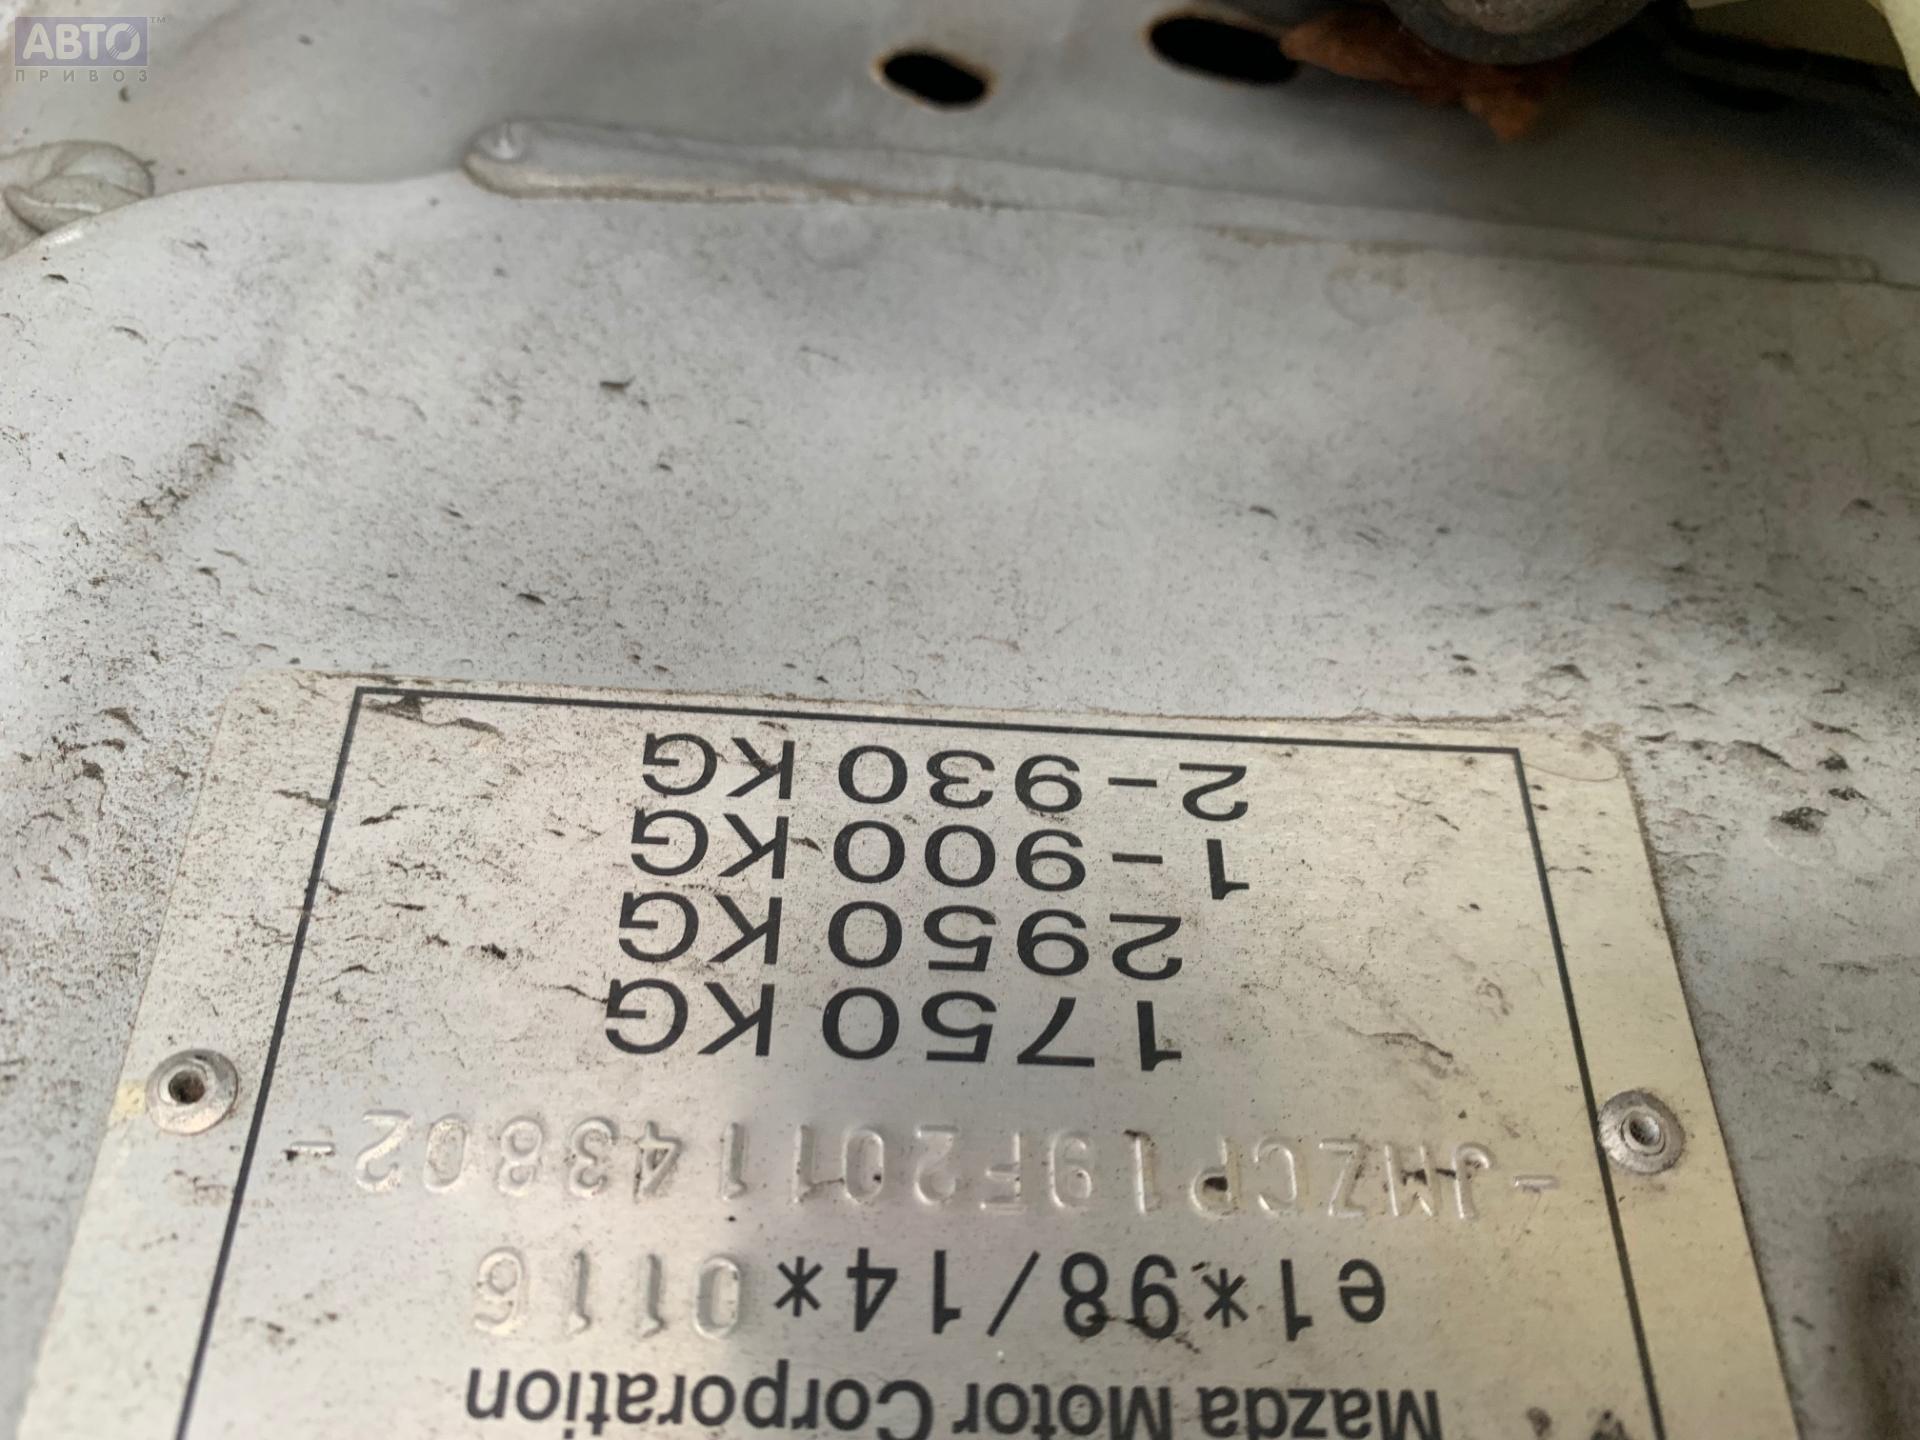 АВТО™
ПРИВОЗ
Mazda Motor Corporation
e1*98/14*0116
-JMZCP19F201143802-
1750 KG
2950 KG
1-900 KG
2-930 KG